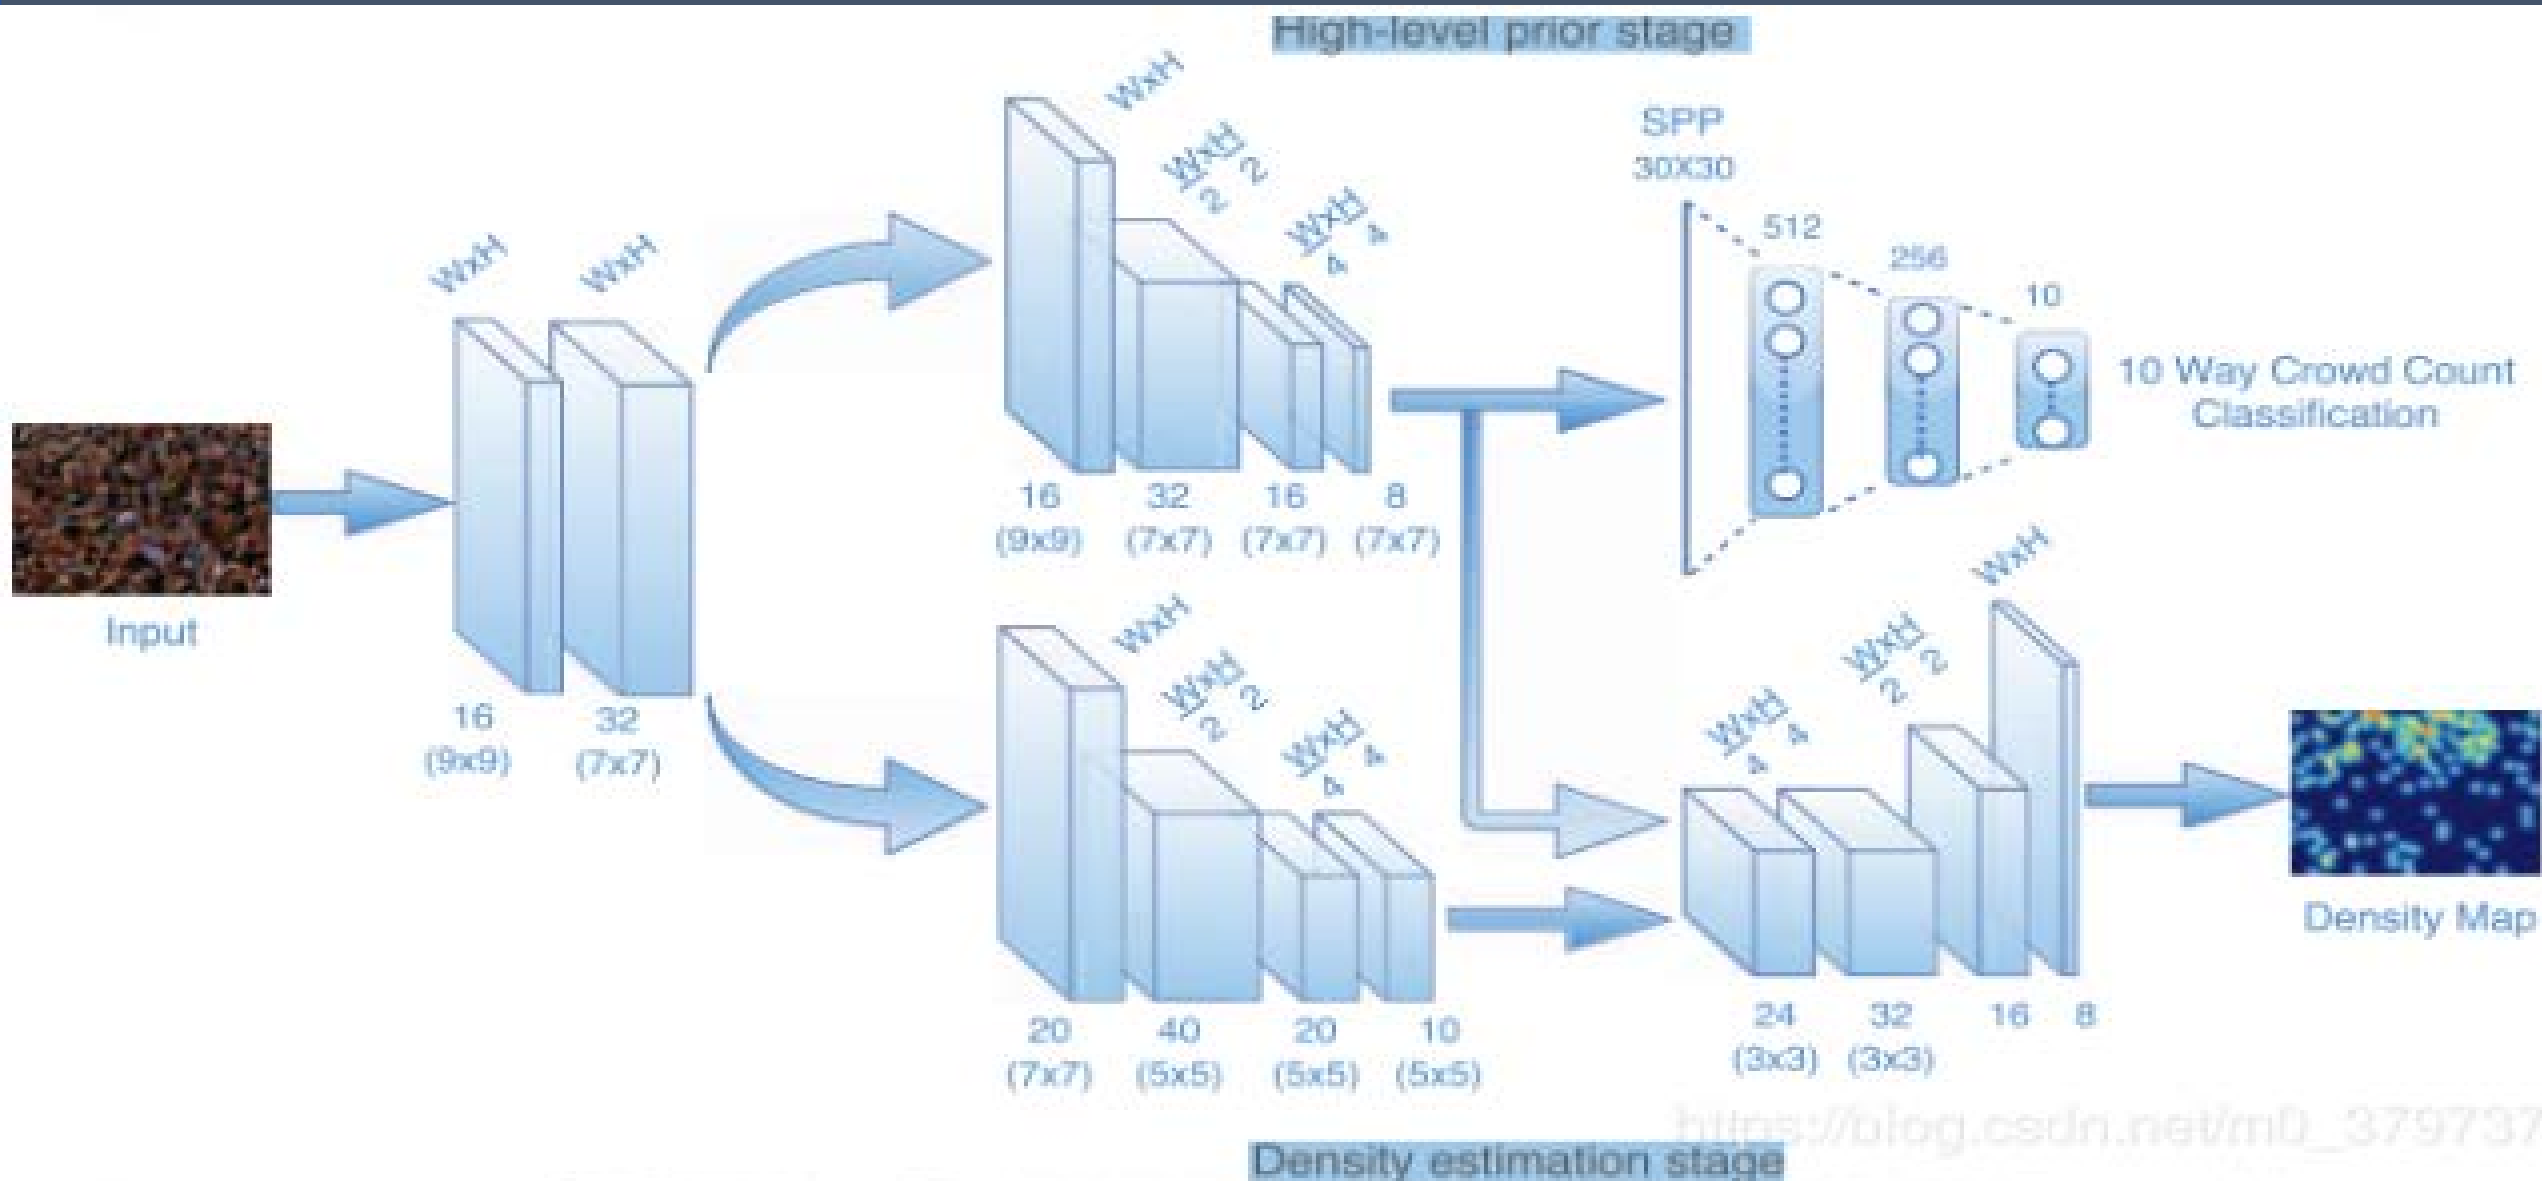 High-level prior stage
WxH
WxH
WxH
W/2xH/2
W/4xH/4
SPP
30X30
512
256
10
10 Way Crowd Count
Classification
Input
16
(9x9)
32
(7x7)
16
(9x9)
32
(7x7)
16
(7x7)
8
(7x7)
WxH
W/2xH/2
W/4xH/4
20
(7x7)
40
(5x5)
20
(5x5)
10
(5x5)
W/4xH/4
W/2xH/2
WxH
24
(3x3)
32
(3x3)
16
8
Density Map
https://blog.csdn.net/m0_379737
Density estimation stage